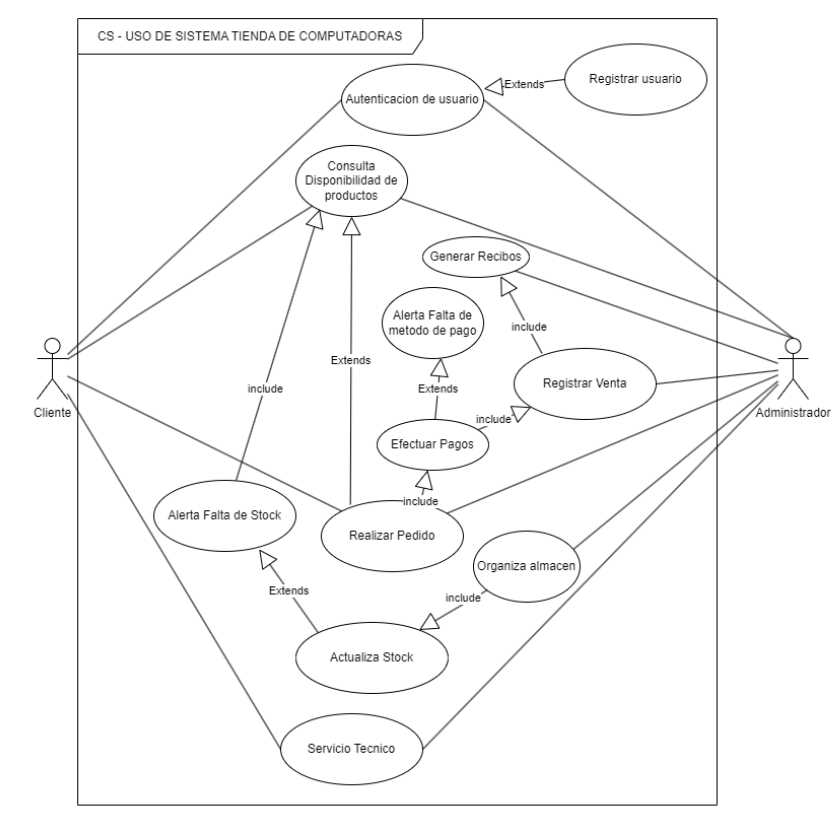 CS - USO DE SISTEMA TIENDA DE COMPUTADORAS
Autenticacion de usuario
Extends
Registrar usuario
Consulta
Disponibilidad de
productos
Generar Recibos
Alerta Falta de
metodo de pago
include
Extends
Registrar Venta
include
Extends
Cliente
Administrador
include
Efectuar Pagos
include
Alerta Falta de Stock
Realizar Pedido
Organiza almacen
Extends
include
Actualiza Stock
Servicio Tecnico